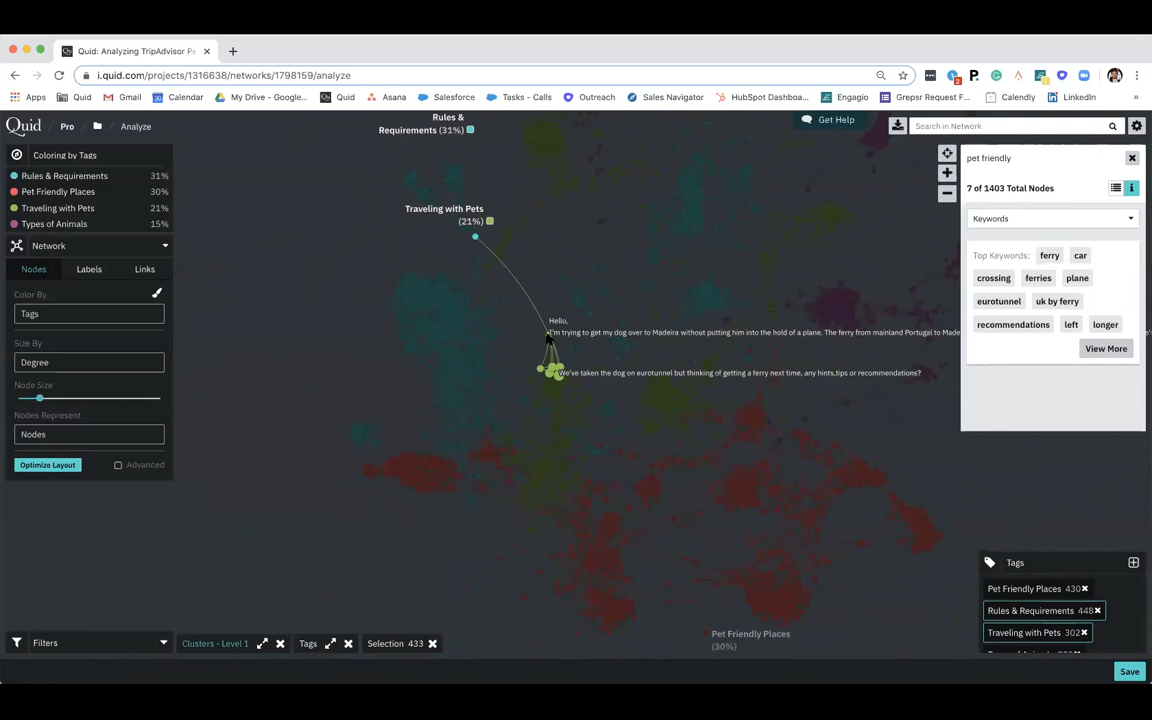 Quid: Analyzing TripAdvisor Pe
i.quid.com/projects/1316638/networks/1798159/analyze
Apps Quid Gmail Calendar My Drive - Google... Quid Asana Salesforce Tasks - Calls Outreach Sales Navigator HubSpot Dashboa... Engagio Grepsr Request F... Calendly LinkedIn »
Quid Pro Analyze
Rules &
Requirements (31%)
Get Help
Search in Network
Coloring by Tags
Rules & Requirements 31%
Pet Friendly Places 30%
Traveling with Pets 21%
Types of Animals 15%
Network
Nodes Labels Links
Color By
Tags
Size By
Degree
Node Size
Nodes Represent
Nodes
Optimize Layout Advanced
Traveling with Pets
(21%)
Hello,
I'm trying to get my dog over to Madeira without putting him into the hold of a plane. The ferry from mainland Portugal to Made
We've taken the dog on eurotunnel but thinking of getting a ferry next time, any hints,tips or recommendations?
Pet Friendly Places
(30%)
pet friendly
7 of 1403 Total Nodes
Keywords
Top Keywords: ferry car
crossing ferries plane
eurotunnel uk by ferry
recommendations left longer
View More
Tags
Pet Friendly Places 430
Rules & Requirements 448
Traveling with Pets 302
Filters Clusters - Level 1 Tags Selection 433
Save